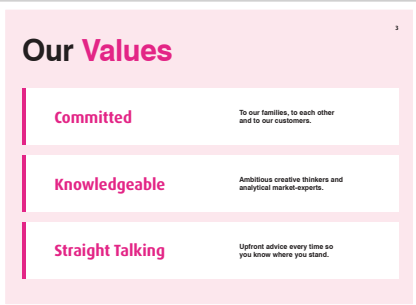 3
Our Values
Committed
To our families, to each other
and to our customers.
Knowledgeable
Ambitious creative thinkers and
analytical market-experts.
Straight Talking
Upfront advice every time so
you know where you stand.